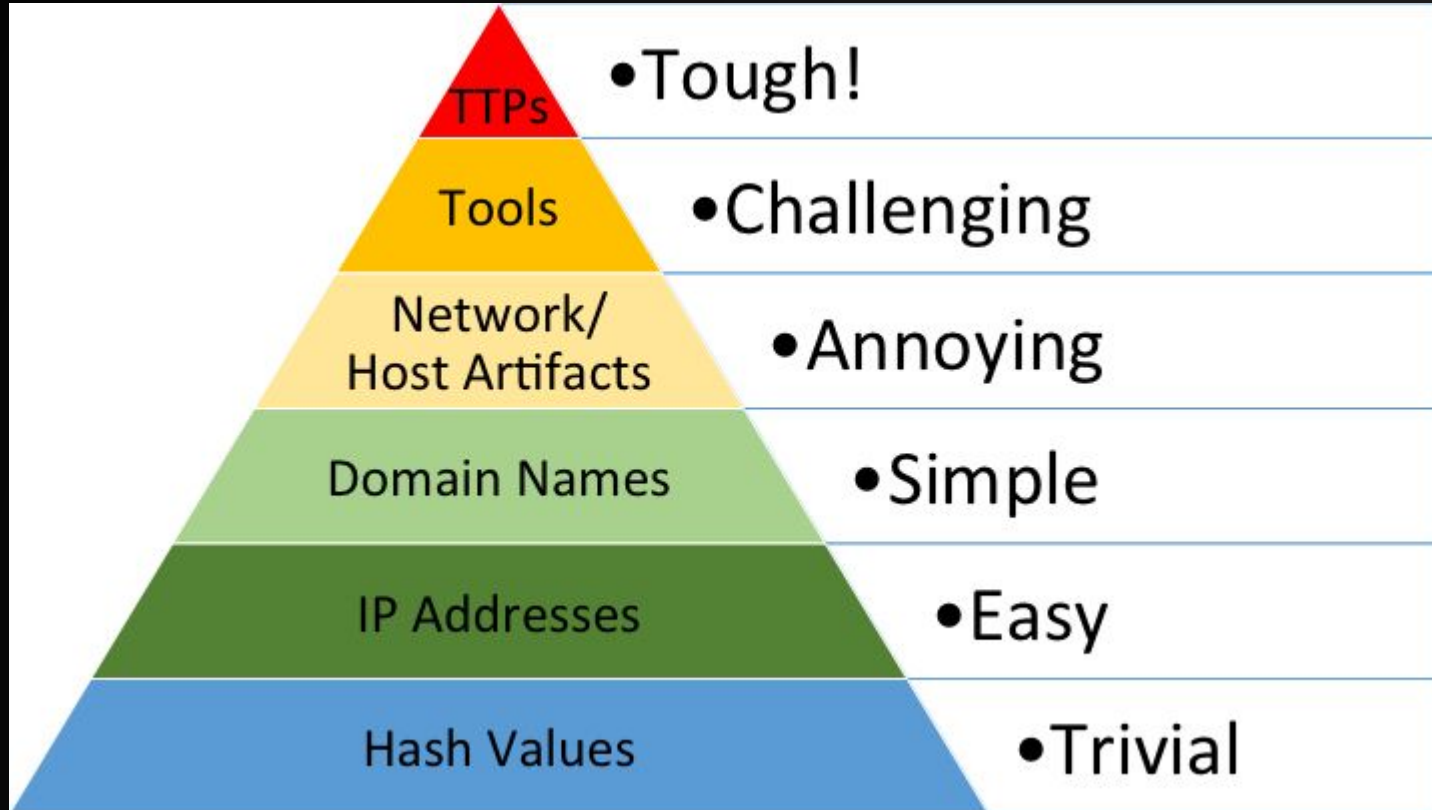 TTPs
•Tough!
Tools
•Challenging
Network/
Host Artifacts
•Annoying
Domain Names
•Simple
IP Addresses
•Easy
Hash Values
•Trivial